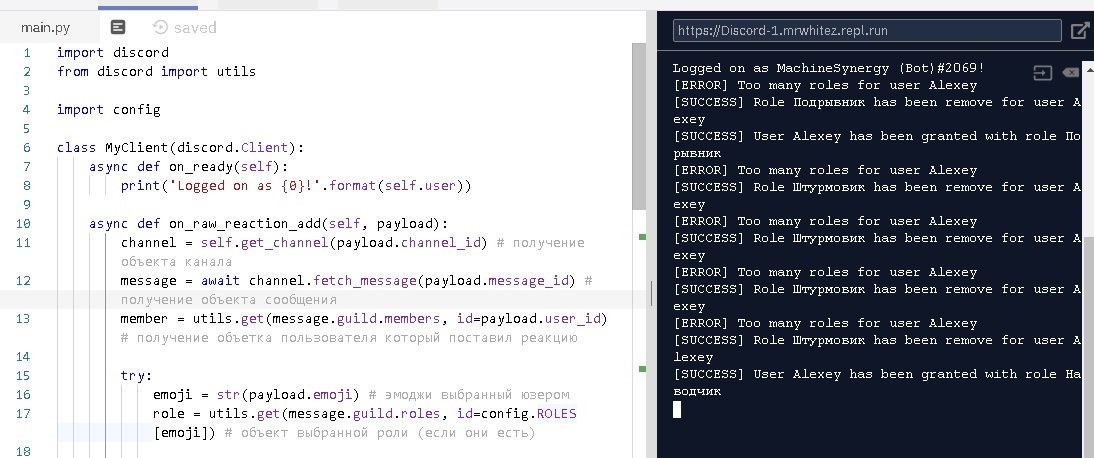 main.py
saved
1 import discord
2 from discord import utils
3
4 import config
5
6 class MyClient(discord.Client):
7 async def on_ready(self):
8 print('Logged on as {0}!'.format(self.user))
9
10 async def on_raw_reaction_add(self, payload):
11 channel = self.get_channel(payload.channel_id) # получение
объекта канала
12 message = await channel.fetch_message(payload.message_id) #
получение объекта сообщения
13 member = utils.get(message.guild.members, id=payload.user_id)
# получение объетка пользователя который поставил реакцию
14
15 try:
16 emoji = str(payload.emoji) # эмоджи выбранный юзером
17 role = utils.get(message.guild.roles, id=config.ROLES
[emoji]) # объект выбранной роли (если они есть)
18
https://Discord-1.mrwhitez.repl.run
Logged on as MachineSynergy (Bot)#2069!
[ERROR] Too many roles for user Alexey
[SUCCESS] Role Подрывник has been remove for user A
exey
[SUCCESS] User Alexey has been granted with role По
рывник
[ERROR] Too many roles for user Alexey
[SUCCESS] Role Штурмовик has been remove for user A
exey
[ERROR] Too many roles for user Alexey
[SUCCESS] Role Штурмовик has been remove for user A
exey
[ERROR] Too many roles for user Alexey
[SUCCESS] Role Штурмовик has been remove for user A
exey
[ERROR] Too many roles for user Alexey
[SUCCESS] Role Штурмовик has been remove for user A
lexey
[SUCCESS] User Alexey has been granted with role На
водчик